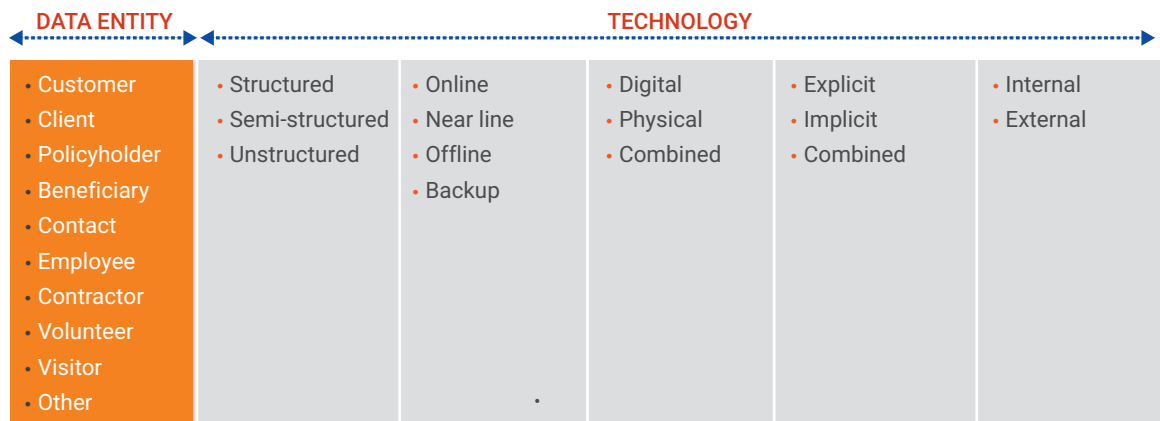 DATA ENTITY
TECHNOLOGY
• Customer
• Client
• Policyholder
• Beneficiary
• Contact
• Employee
• Contractor
• Volunteer
• Visitor
• Other
• Structured
• Semi-structured
• Unstructured
• Online
• Near line
• Offline
• Backup
• Digital
• Physical
• Combined
• Explicit
• Implicit
• Combined
• Internal
• External